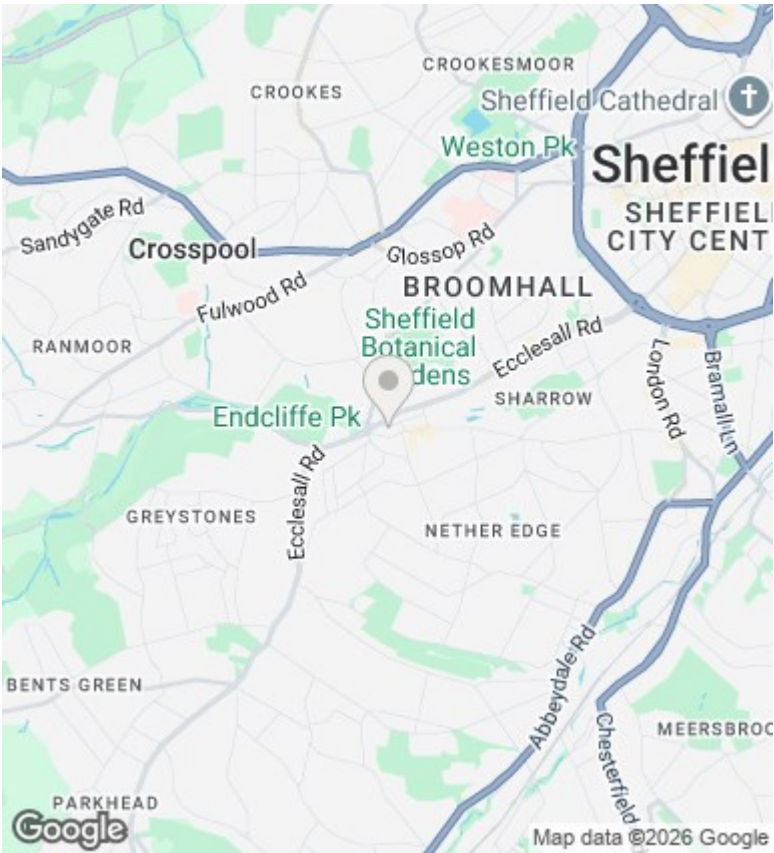 CROOKESMOOR
CROOKES
Sheffield Cathedral
Weston Pk
Sheffiel
Sandygate Rd
SHEFFIEL
CITY CENT
Crosspool
Glossop Rd
Fulwood Rd
BROOMHALL
Sheffield
Botanical
dens
RANMOOR
Ecclesall Rd
London Rd
Bramall Ln
SHARROW
Endcliffe Pk
Ecclesall Rd
GREYSTONES
NETHER EDGE
BENTS GREEN
Abbeydale Rd
Chesterfield
MEERSBROO
PARKHEAD
Google
Map data ©2026 Google